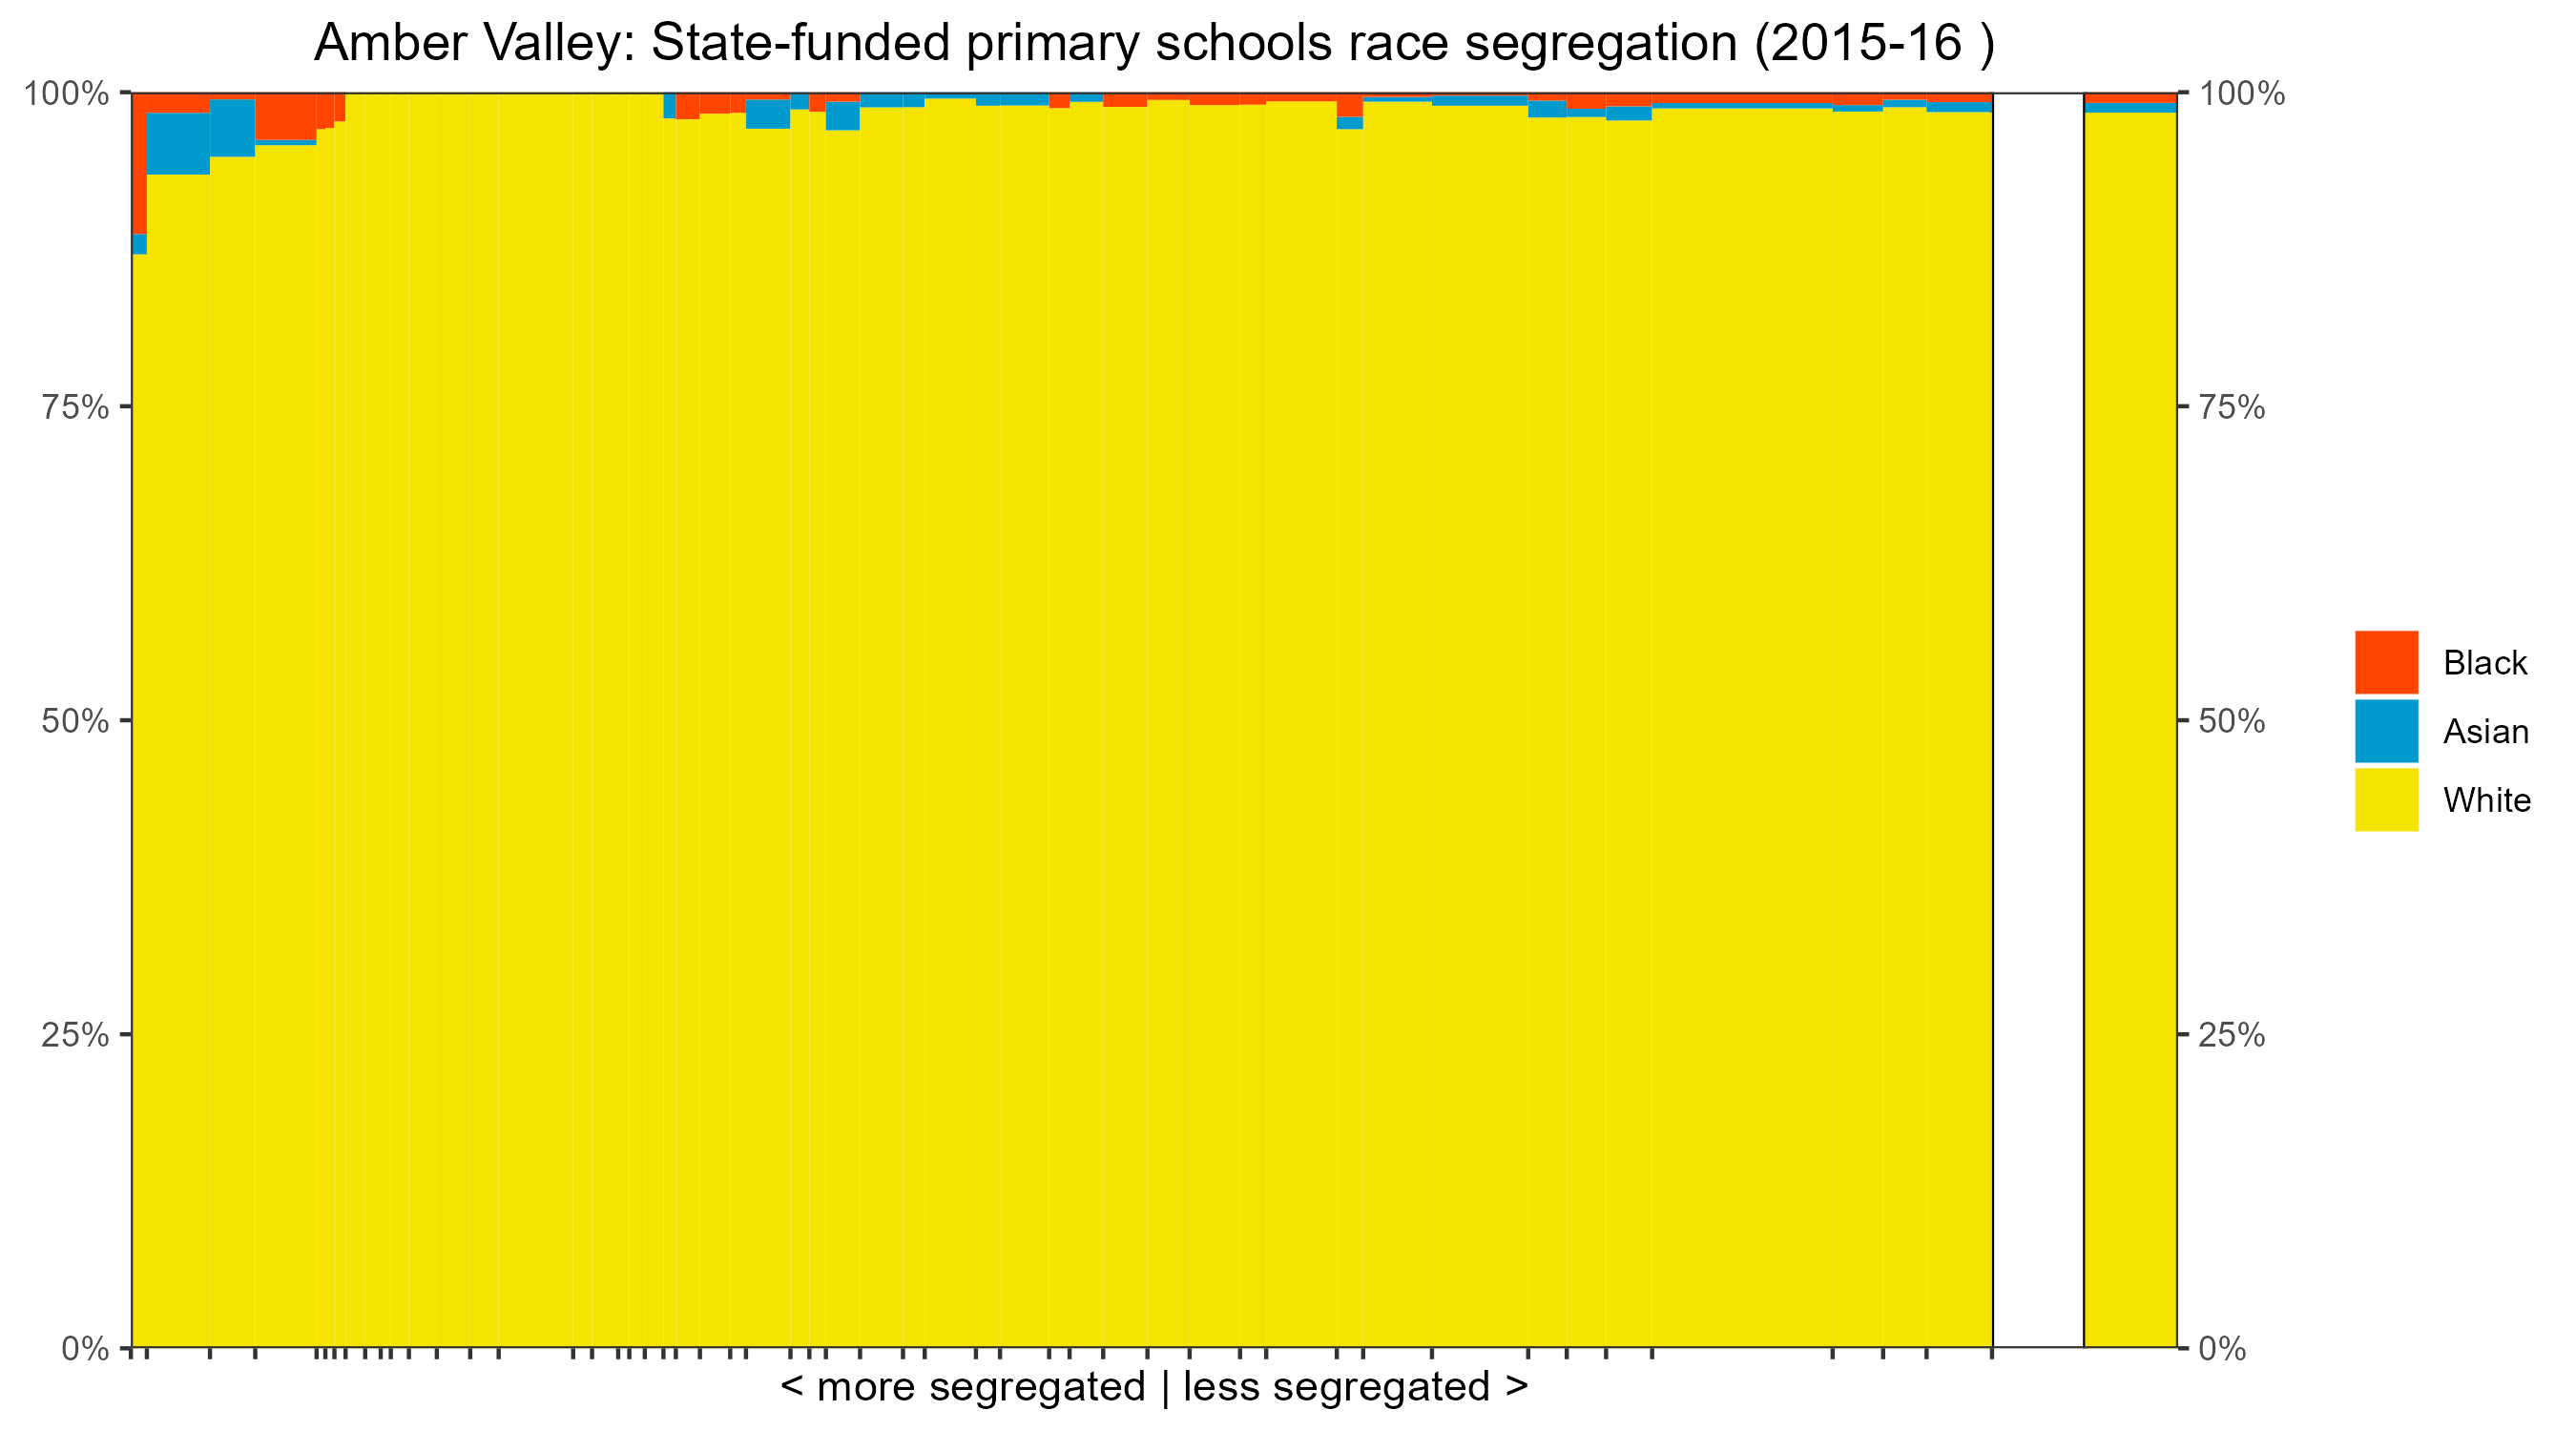 Amber Valley: State-funded primary schools race segregation (2015-16 )
100%
75%
50%
25%
0%
100%
75%
50%
25%
0%
Black
Asian
White
< more segregated | less segregated >